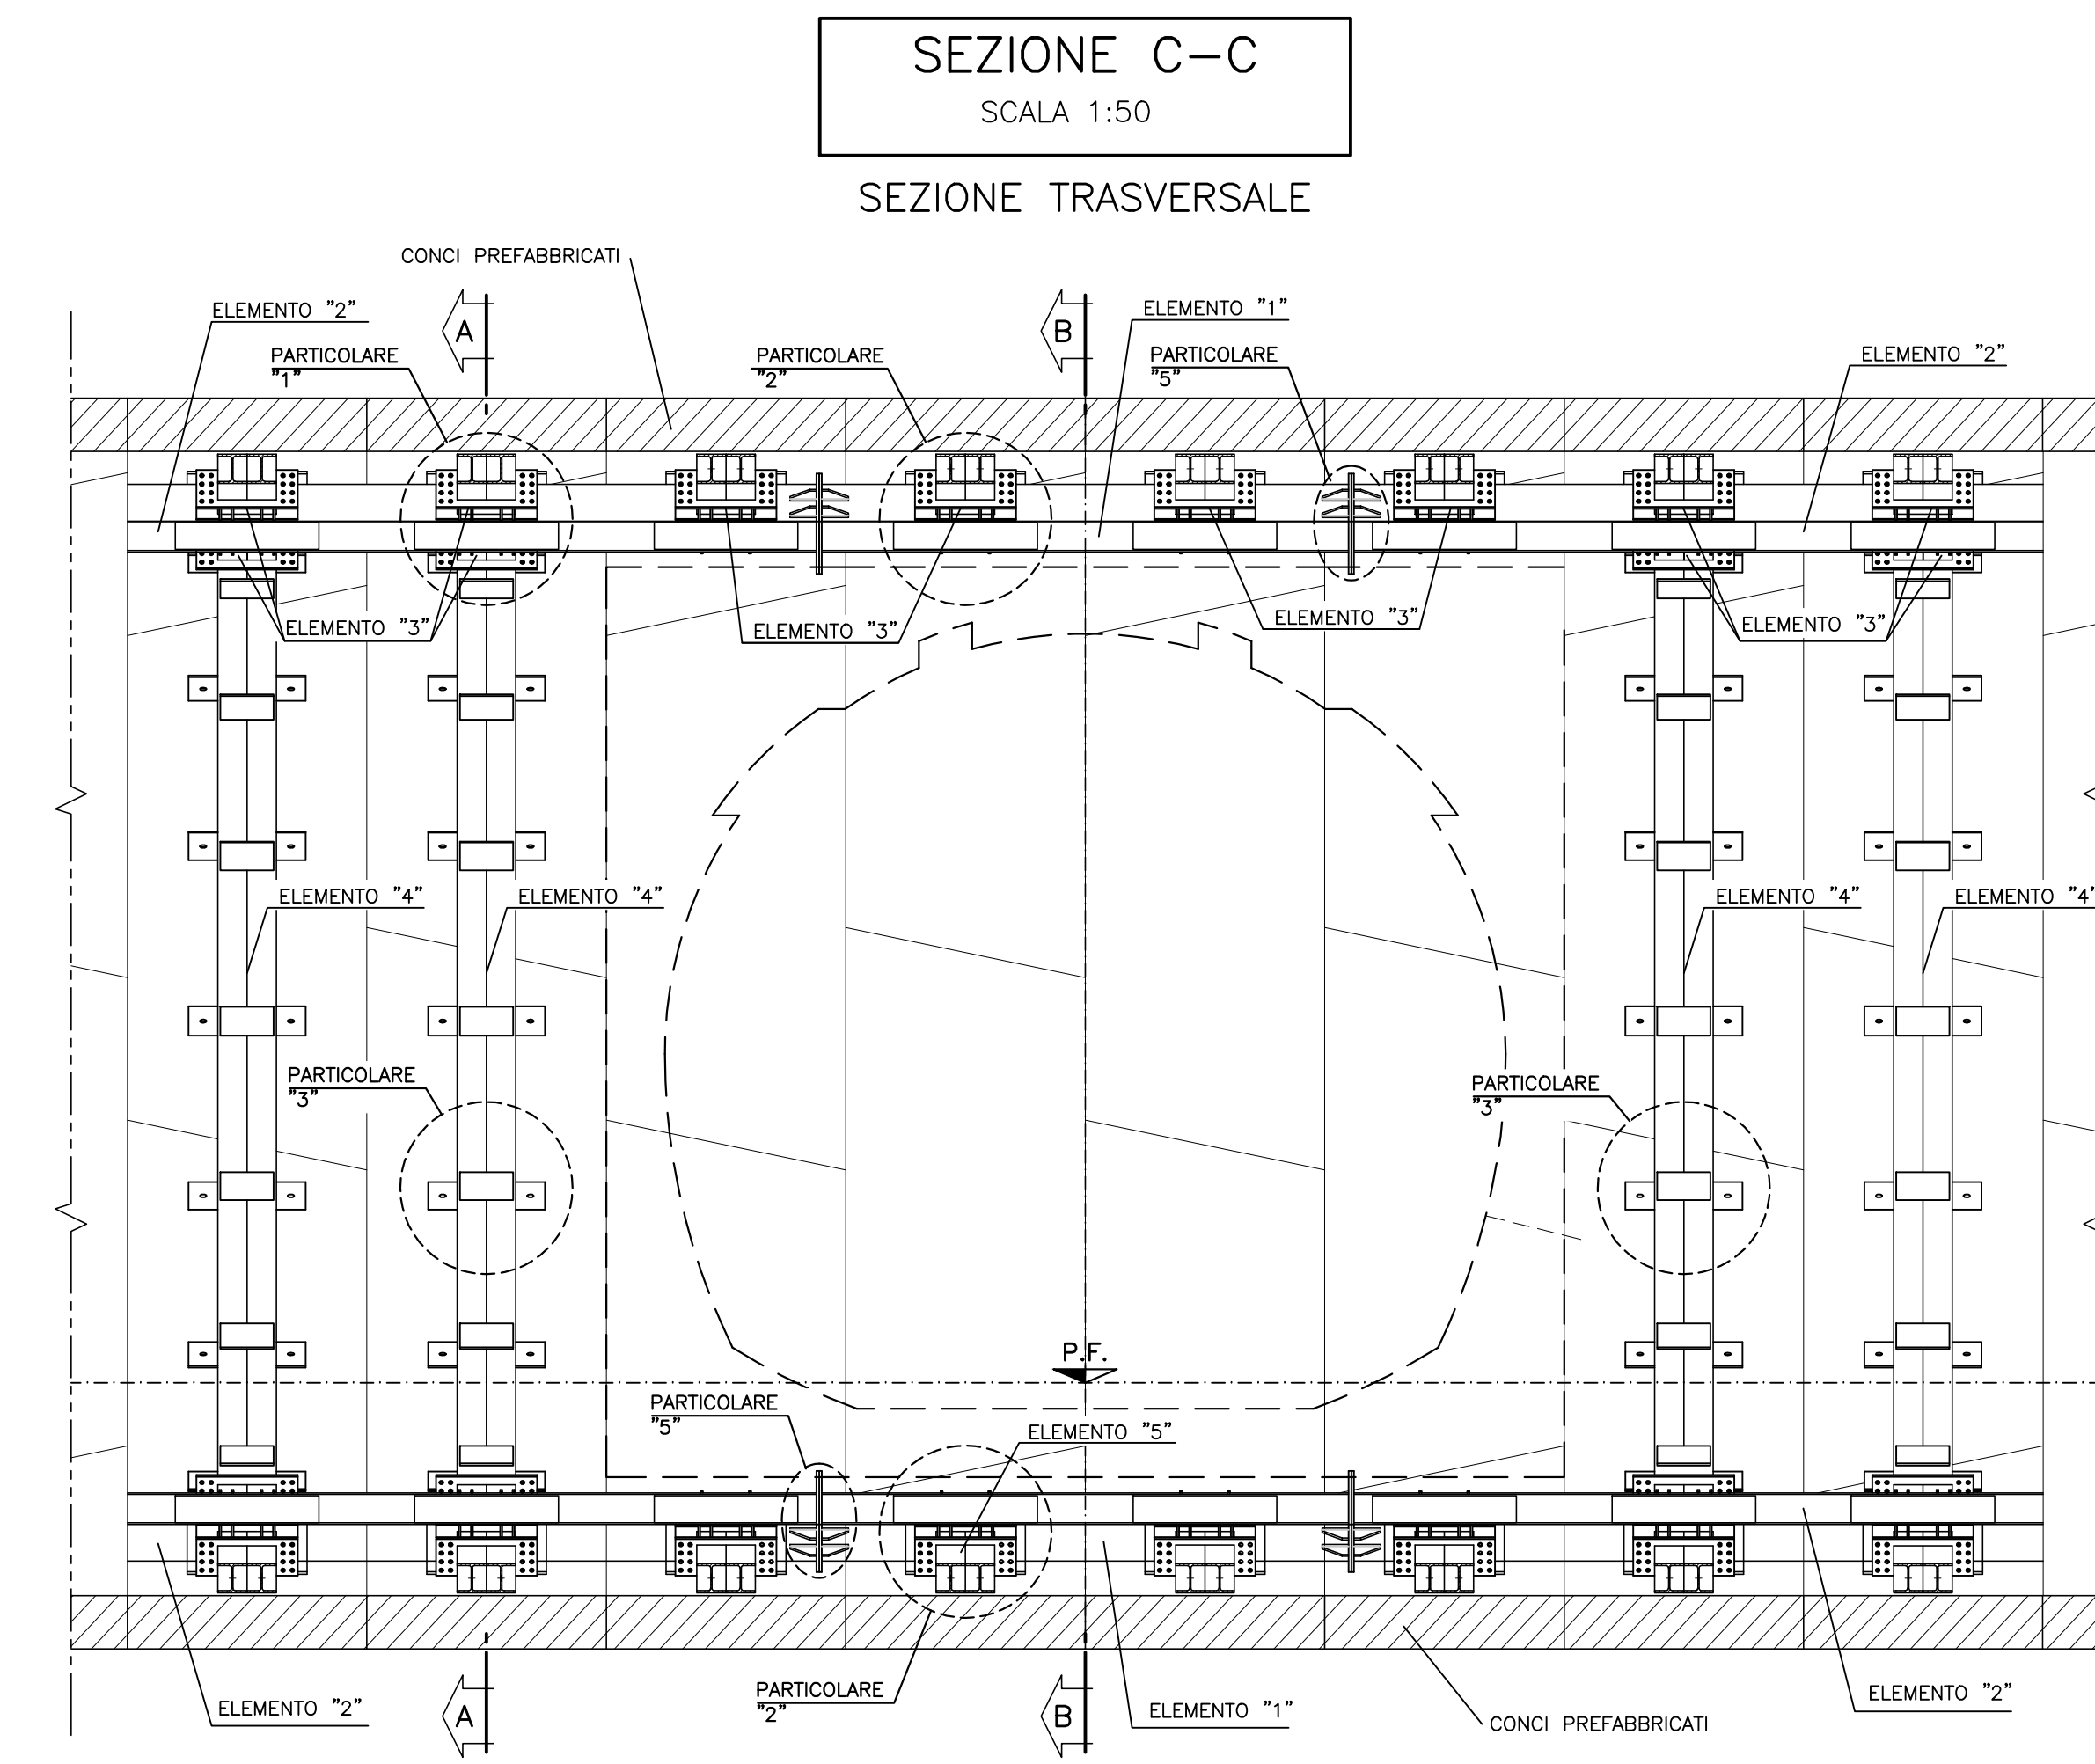 SEZIONE C–C
SCALA 1:50
SEZIONE TRASVERSALE
CONCI PREFABBRICATI
ELEMENTO "2"
A
B
ELEMENTO "1"
PARTICOLARE
"1"
PARTICOLARE
"2"
PARTICOLARE
"5"
ELEMENTO "2"
ELEMENTO "3"
ELEMENTO "3"
ELEMENTO "3"
ELEMENTO "3"
ELEMENTO "4"
ELEMENTO "4"
ELEMENTO "4"
ELEMENTO "4"
PARTICOLARE
"3"
PARTICOLARE
"3"
P.F.
PARTICOLARE
"5"
ELEMENTO "5"
PARTICOLARE
"2"
ELEMENTO "2"
A
B
ELEMENTO "1"
CONCI PREFABBRICATI
ELEMENTO "2"